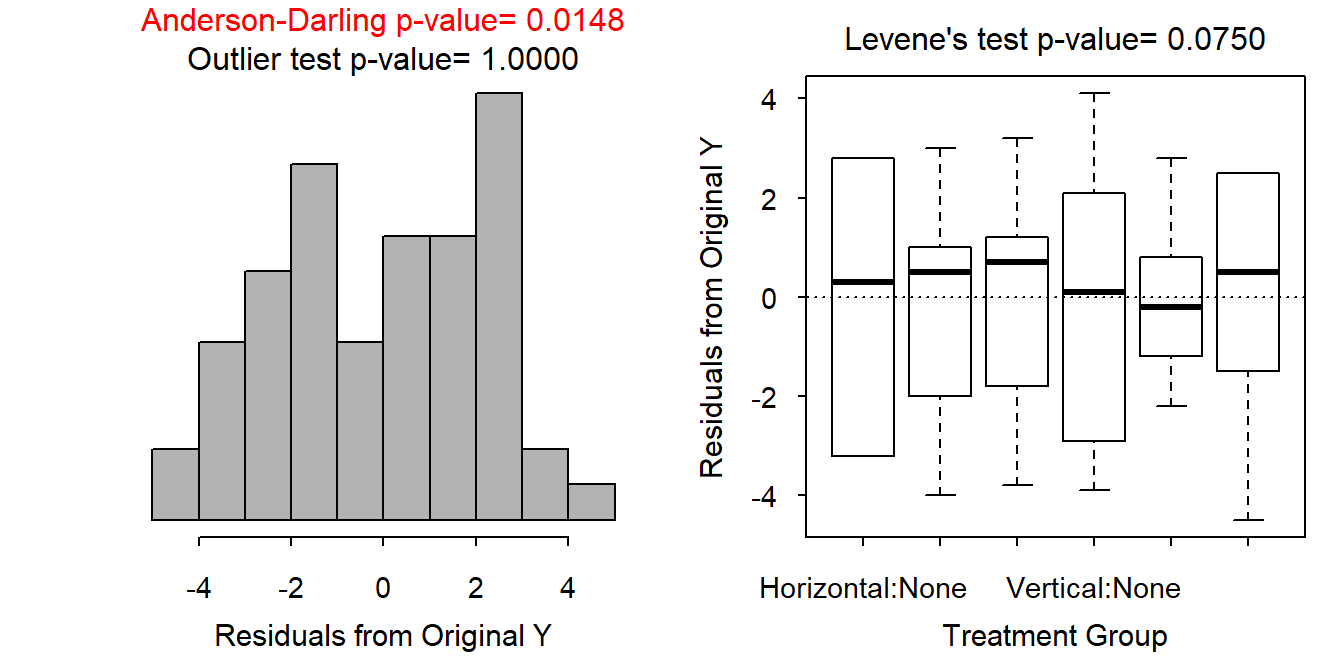 Anderson-Darling p-value= 0.0148
Outlier test p-value= 1.0000
-4 -2 0 2 4
Residuals from Original Y
Levene's test p-value= 0.0750
Residuals from Original Y
4
2
0
-2
-4
Horizontal:None Vertical:None
Treatment Group